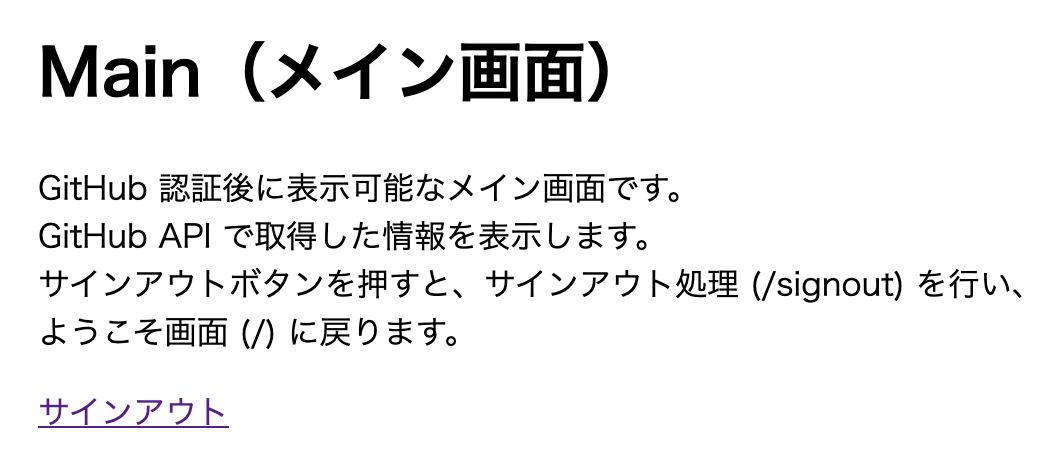 Main（メイン画面）
GitHub 認証後に表示可能なメイン画面です。
GitHub API で取得した情報を表示します。
サインアウトボタンを押すと、サインアウト処理 (/signout) を行い、
ようこそ画面 (/) に戻ります。
サインアウト